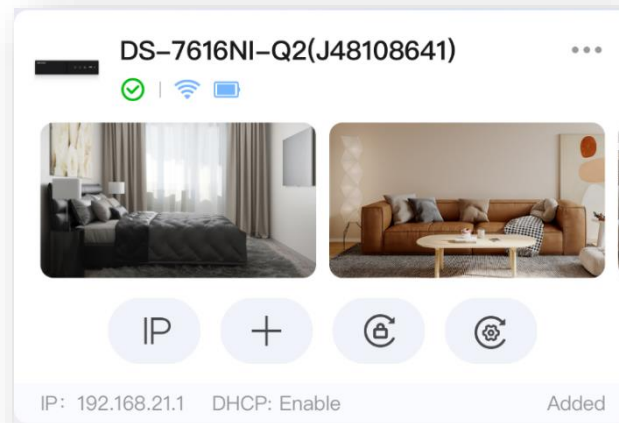 DS-7616NI-Q2(J48108641)
IP
IP: 192.168.21.1 DHCP: Enable Added